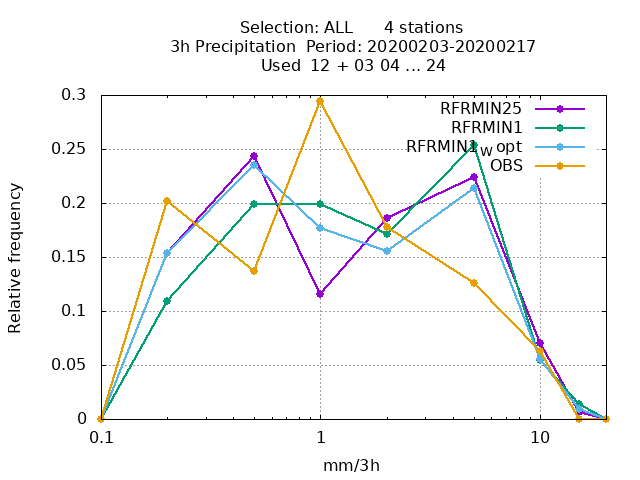 Selection: ALL 4 stations
3h Precipitation Period: 20200203-20200217
Used 12 + 03 04 ... 24
RFRMIN25
RFRMIN1
RFRMIN1w opt
OBS
Relative frequency
0.3
0.25
0.2
0.15
0.1
0.05
0
0.1 1 10
mm/3h